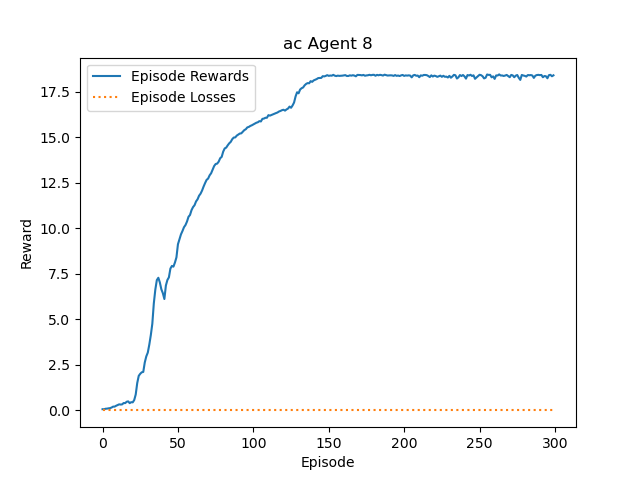 ac Agent 8
Episode Rewards
Episode Losses
Reward
17.5
15.0
12.5
10.0
7.5
5.0
2.5
0.0
0 50 100 150 200 250 300
Episode